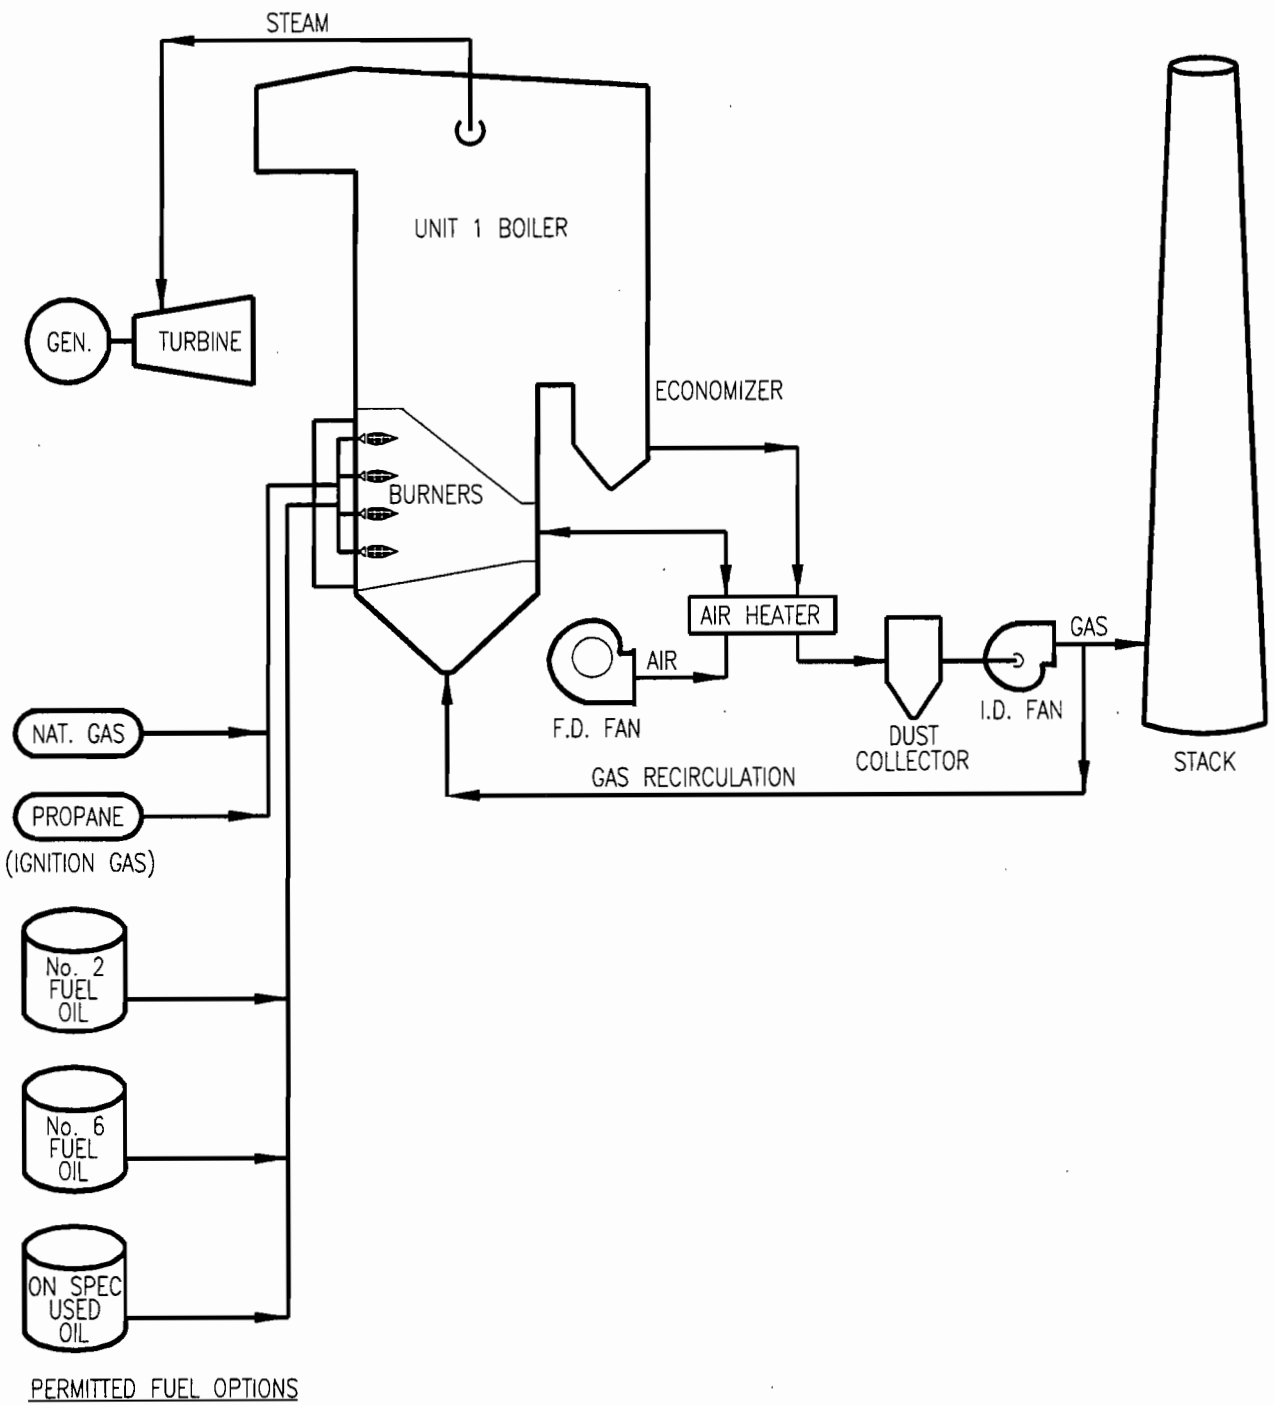 STEAM
UNIT 1 BOILER
GEN.
TURBINE
ECONOMIZER
BURNERS
AIR HEATER
AIR
F.D. FAN
GAS
I.D. FAN
DUST
COLLECTOR
STACK
GAS RECIRCULATION
NAT. GAS
PROPANE
(IGNITION GAS)
No. 2
FUEL
OIL
No. 6
FUEL
OIL
ON SPEC
USED
OIL
PERMITTED FUEL OPTIONS